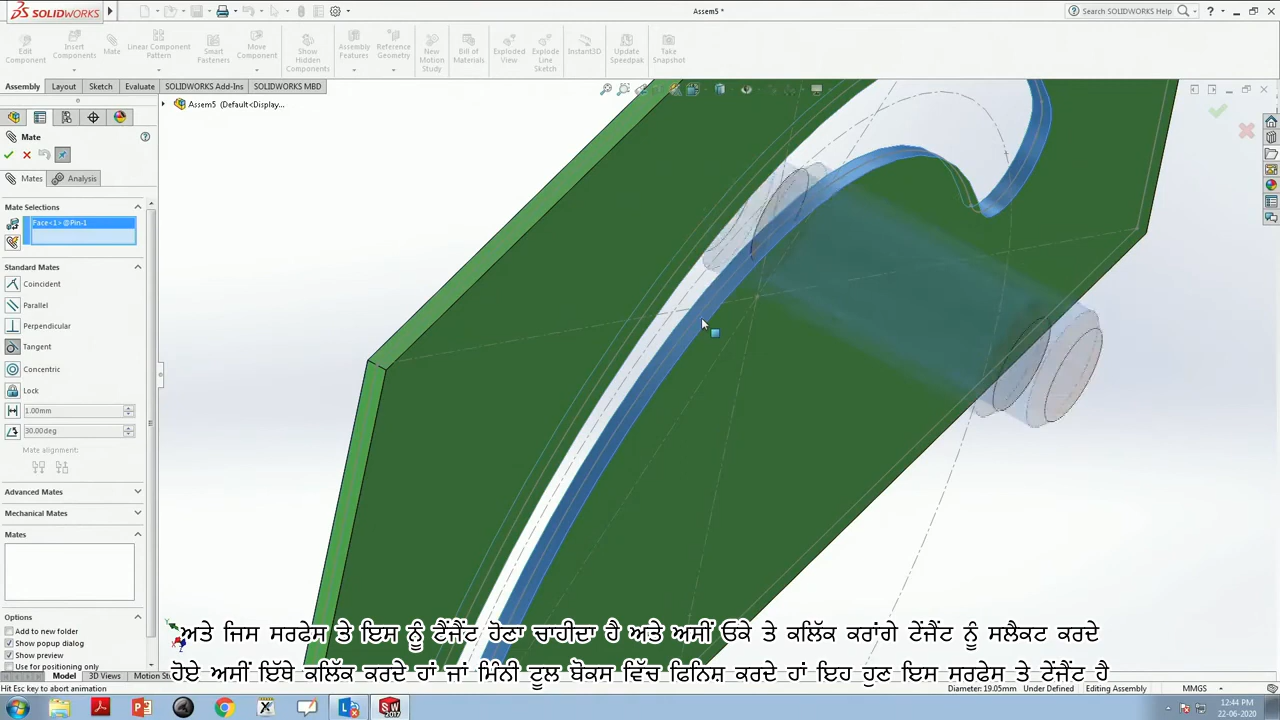 SOLIDWORKS
Assem5 *
Search SOLIDWORKS Help
Edit Component
Insert Components
Mate
Linear Component Pattern
Smart Fasteners
Move Component
Show Hidden Components
Assembly Features
Reference Geometry
New Motion Study
Bill of Materials
Exploded View
Explode Line Sketch
Instant3D
Update Speedpak
Take Snapshot
Assembly Layout Sketch Evaluate SOLIDWORKS Add-Ins SOLIDWORKS MBD
Assem5 (Default<Display...
Mate
Mates Analysis
Mate Selections
Face<1>@Pin-1
Standard Mates
Coincident
Parallel
Perpendicular
Tangent
Concentric
Lock
1.00mm
30.00deg
Mate alignment:
Advanced Mates
Mechanical Mates
Mates
Options
Add to new folder
Show popup dialog
Show preview
Use for positioning only
ਅਤੇ ਜਿਸ ਸਰਫੇਸ ਤੇ ਇਸ ਨੂੰ ਟੈਂਜੈਂਟ ਹੋਣਾ ਚਾਹੀਦਾ ਹੈ ਅਤੇ ਅਸੀਂ ਓਕੇ ਤੇ ਕਲਿੱਕ ਕਰਾਂਗੇ ਟੇਂਜੈਂਟ ਨੂੰ ਸਲੈਕਟ ਕਰਦੇ
ਹੋਏ ਅਸੀਂ ਇੱਥੇ ਕਲਿੱਕ ਕਰਦੇ ਹਾਂ ਜਾਂ ਮਿੰਨੀ ਟੂਲ ਬੋਕਸ ਵਿੱਚ ਫਿਨਿਸ਼ ਕਰਦੇ ਹਾਂ ਇਹ ਹੁਣ ਇਸ ਸਰਫੇਸ ਤੇ ਟੇਂਜੈਂਟ ਹੈ
Model 3D Views Motion Stu
Hit Esc key to abort animation
Diameter: 19.05mm Under Defined Editing Assembly MMGS
12:44 PM
22-06-2020